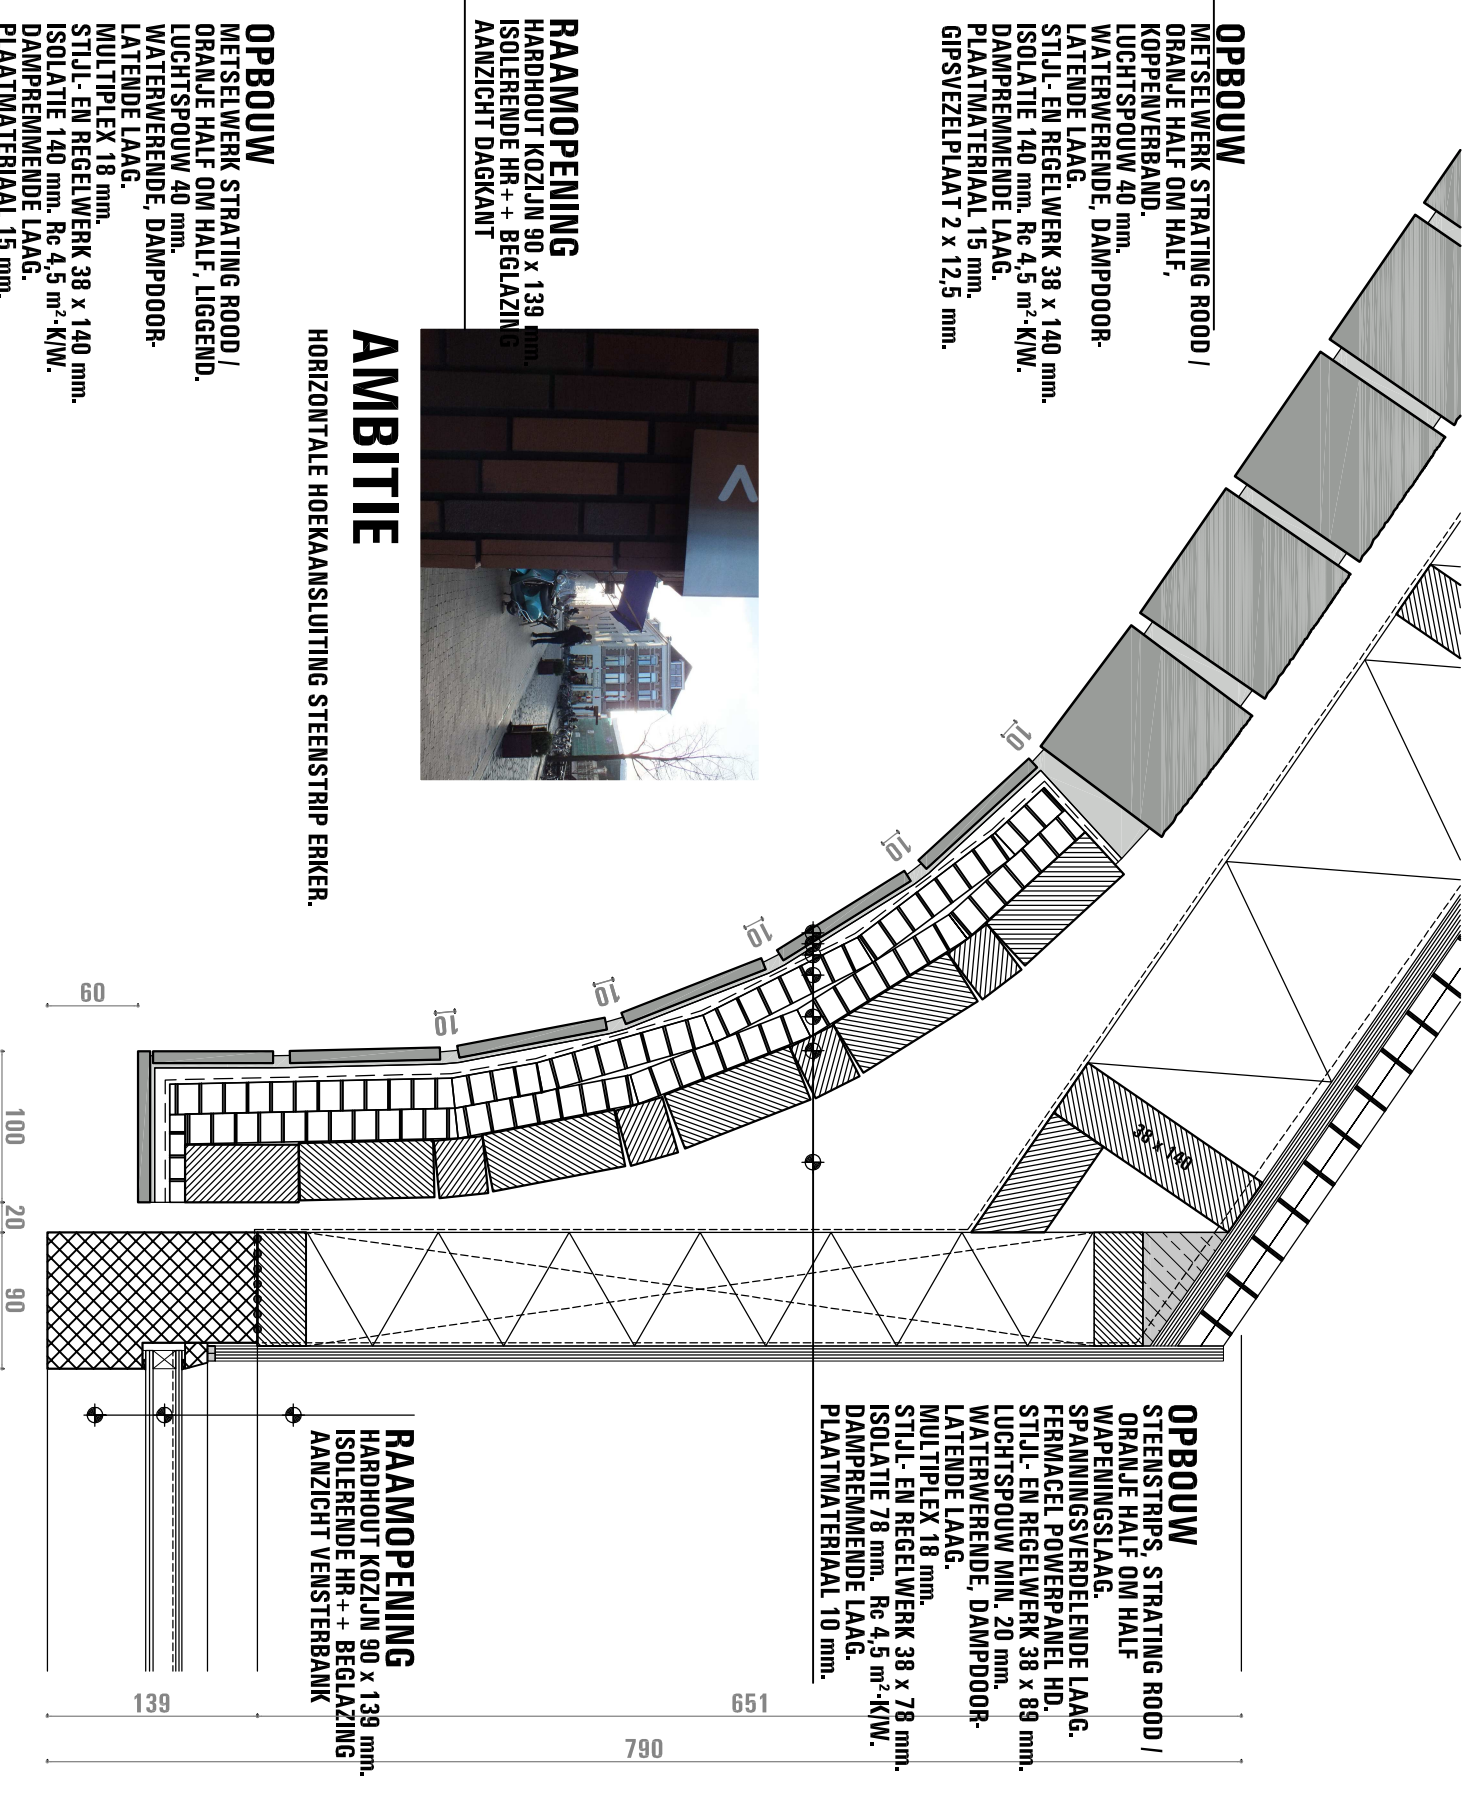 OPBOUW
METSELWERK STRATING ROOD /
ORANJE HALF OM HALF,
KOPPENVERBAND.
LUCHTSPOUW 40 mm.
WATERWERENDE, DAMPDOOR-
LATENDE LAAG.
STIJL- EN REGELWERK 38 x 140 mm.
ISOLATIE 140 mm. Rc 4,5 m²·K/W.
DAMPREMMENDE LAAG.
PLAATMATERIAAL 15 mm.
GIPSVEZELPLAAT 2 x 12,5 mm.
RAAMOPENING
HARDHOUT KOZIJN 90 x 139 mm.
ISOLERENDE HR++ BEGLAZING
AANZICHT DAGKANT
AMBITIE
HORIZONTALE HOEKAANSLUITING STEENSTRIP ERKER.
OPBOUW
METSELWERK STRATING ROOD /
ORANJE HALF OM HALF, LIGGEND.
LUCHTSPOUW 40 mm.
WATERWERENDE, DAMPDOOR-
LATENDE LAAG.
MULTIPLEX 18 mm.
STIJL- EN REGELWERK 38 x 140 mm.
ISOLATIE 140 mm. Rc 4,5 m²·K/W.
DAMPREMMENDE LAAG.
PLAATMATERIAAL 15 mm.
10
10
10
10
10
60
100
20
90
38 x 140
OPBOUW
STEENSTRIPS, STRATING ROOD /
ORANJE HALF OM HALF
WAPENINGSLAAG.
SPANNINGSVERDELENDE LAAG.
FERMACEL POWERPANEL HD.
STIJL- EN REGELWERK 38 x 89 mm.
LUCHTSPOUW MIN. 20 mm.
WATERWERENDE, DAMPDOOR-
LATENDE LAAG.
MULTIPLEX 18 mm.
STIJL- EN REGELWERK 38 x 78 mm.
ISOLATIE 78 mm. Rc 4,5 m²·K/W.
DAMPREMMENDE LAAG.
PLAATMATERIAAL 10 mm.
RAAMOPENING
HARDHOUT KOZIJN 90 x 139 mm.
ISOLERENDE HR++ BEGLAZING
AANZICHT VENSTERBANK
139
651
790